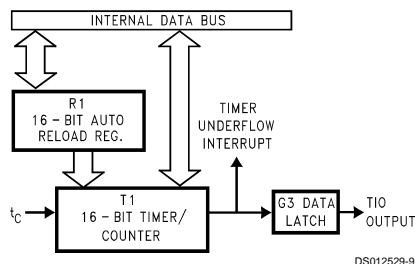 INTERNAL DATA BUS
R1
16-BIT AUTO
RELOAD REG.
TIMER
UNDERFLOW
INTERRUPT
tC
T1
16-BIT TIMER/
COUNTER
G3 DATA
LATCH
TIO
OUTPUT
DS012529-9